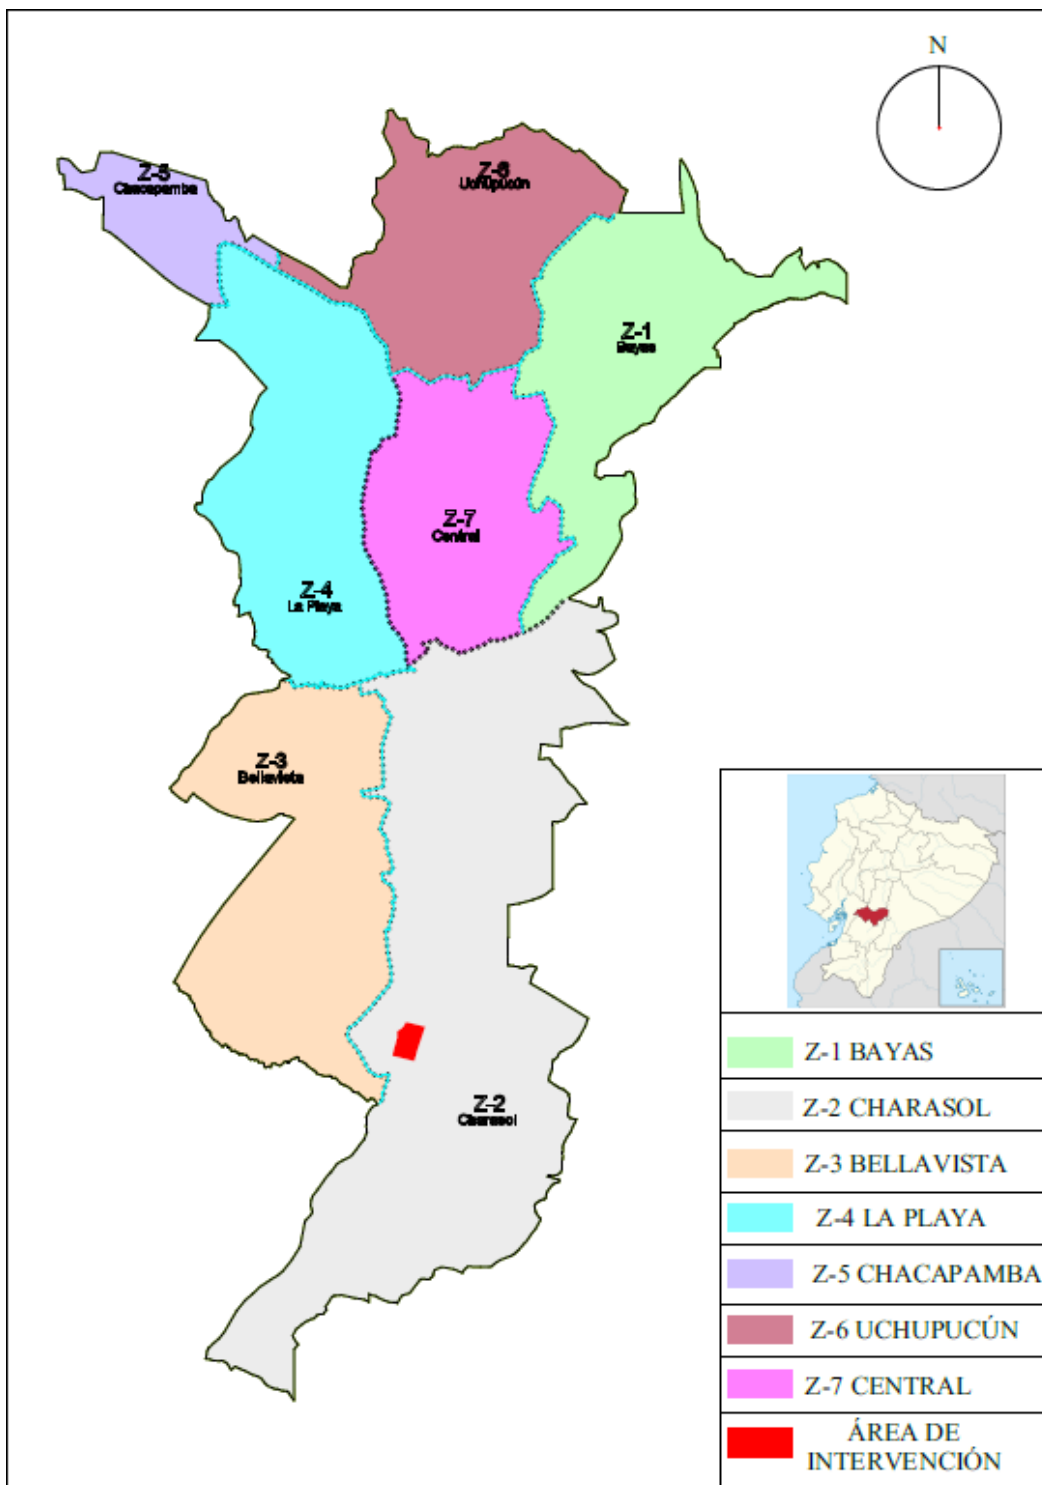 N
Z-5
Chacapamba
Z-6
Uchupucún
Z-1
Bayas
Z-7
Central
Z-4
La Playa
Z-3
Bellavista
Z-2
Charasol
Z-1 BAYAS
Z-2 CHARASOL
Z-3 BELLAVISTA
Z-4 LA PLAYA
Z-5 CHACAPAMBA
Z-6 UCHUPUCÚN
Z-7 CENTRAL
ÁREA DE
INTERVENCIÓN